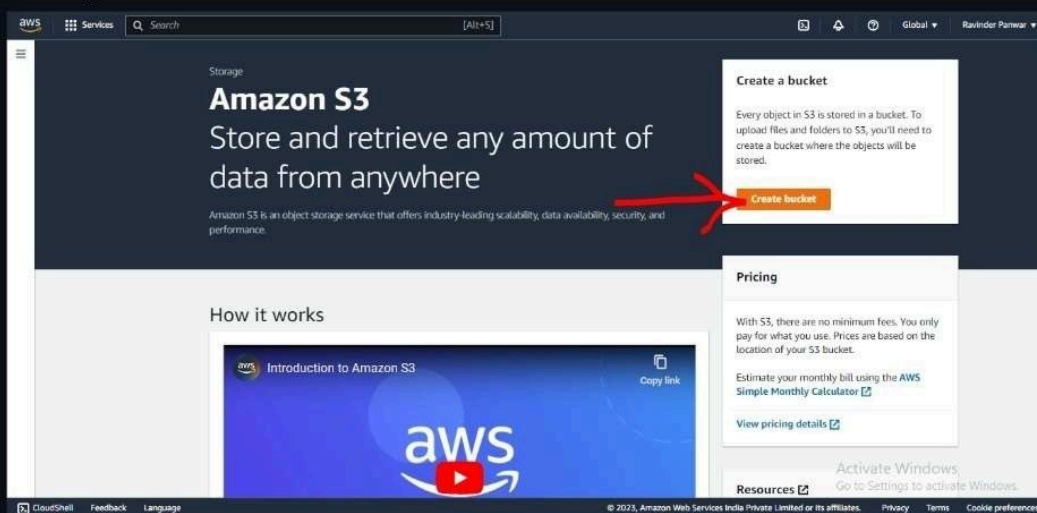 aws
Services
Search
[Alt+S]
Global
Ravinder Panwar
Storage
Amazon S3
Store and retrieve any amount of
data from anywhere
Amazon S3 is an object storage service that offers industry-leading scalability, data availability, security, and
performance.
Create a bucket
Every object in S3 is stored in a bucket. To
upload files and folders to S3, you'll need to
create a bucket where the objects will be
stored.
Create bucket
Pricing
With S3, there are no minimum fees. You only
pay for what you use. Prices are based on the
location of your S3 bucket.
Estimate your monthly bill using the AWS
Simple Monthly Calculator
View pricing details
How it works
aws
Introduction to Amazon S3
Copy link
aws
Resources
Activate Windows
Go to Settings to activate Windows.
CloudShell
Feedback
Language
© 2023, Amazon Web Services India Private Limited or its affiliates.
Privacy
Terms
Cookie preferences